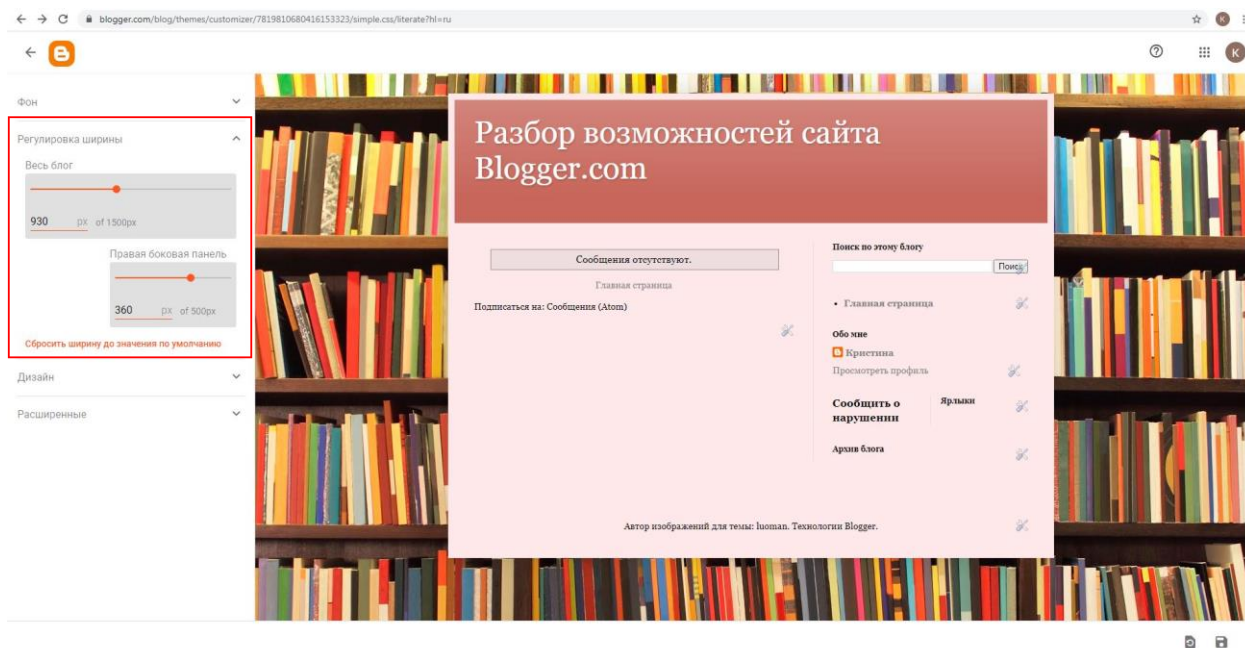 blogger.com/blog/themes/customizer/7819810680416153323/simple.css/literate?hl=ru
K
K
Фон
Регулировка ширины
Весь блог
930 px of 1500px
Правая боковая панель
360 px of 500px
Сбросить ширину до значения по умолчанию
Дизайн
Расширенные
Разбор возможностей сайта
Blogger.com
Сообщения отсутствуют.
Главная страница
Подписаться на: Сообщения (Atom)
Поиск по этому блогу
Поиск
• Главная страница
Обо мне
Кристина
Просмотреть профиль
Сообщить о
нарушении
Ярлыки
Архив блога
Автор изображений для темы: luoman. Технологии Blogger.